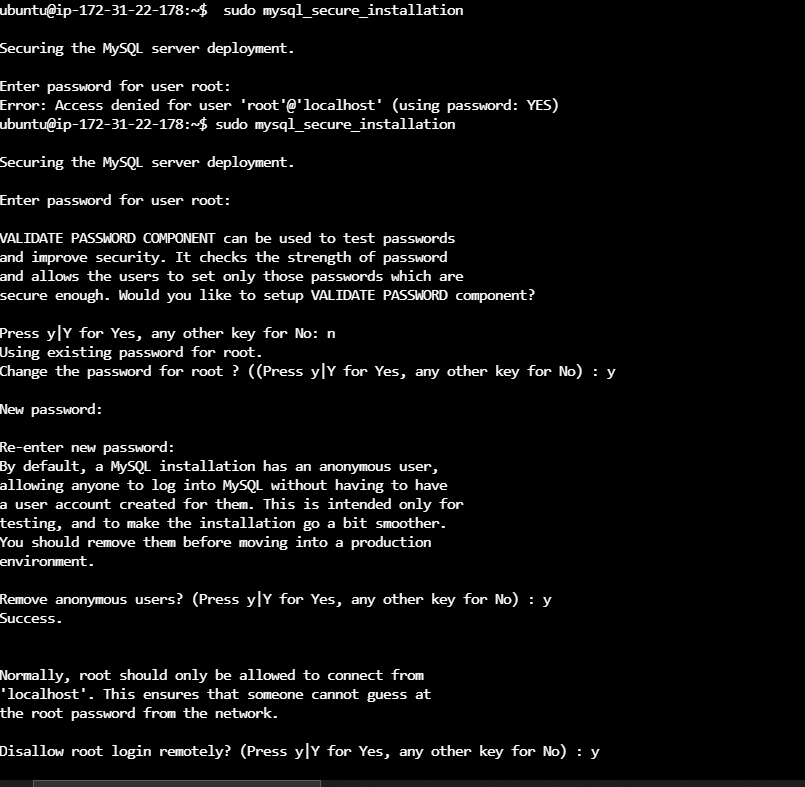 ubuntu@ip-172-31-22-178:~$  sudo mysql_secure_installation
Securing the MySQL server deployment.
Enter password for user root:
Error: Access denied for user 'root'@'localhost' (using password: YES)
ubuntu@ip-172-31-22-178:~$ sudo mysql_secure_installation
Securing the MySQL server deployment.
Enter password for user root:
VALIDATE PASSWORD COMPONENT can be used to test passwords
and improve security. It checks the strength of password
and allows the users to set only those passwords which are
secure enough. Would you like to setup VALIDATE PASSWORD component?
Press y|Y for Yes, any other key for No: n
Using existing password for root.
Change the password for root ? ((Press y|Y for Yes, any other key for No) : y
New password:
Re-enter new password:
By default, a MySQL installation has an anonymous user,
allowing anyone to log into MySQL without having to have
a user account created for them. This is intended only for
testing, and to make the installation go a bit smoother.
You should remove them before moving into a production
environment.
Remove anonymous users? (Press y|Y for Yes, any other key for No) : y
Success.
Normally, root should only be allowed to connect from
'localhost'. This ensures that someone cannot guess at
the root password from the network.
Disallow root login remotely? (Press y|Y for Yes, any other key for No) : y